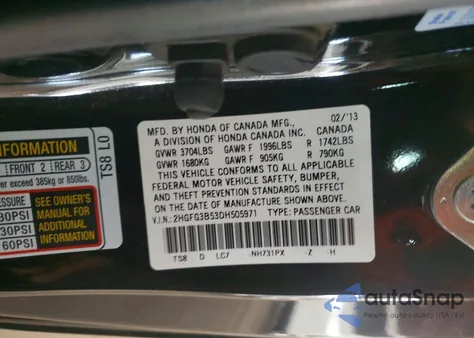 TS8 L0
INFORMATION
FRONT 2 REAR 3
exceed 385kg or 850lbs.
30PSI
30PSI
60PSI
SEE OWNER'S
MANUAL FOR
ADDITIONAL
INFORMATION
MFD. BY HONDA OF CANADA MFG., 02/'13
A DIVISION OF HONDA CANADA INC. CANADA
GVWR 3704LBS GAWR F 1996LBS R 1742LBS
GVWR 1680KG GAWR F 905KG R 790KG
THIS VEHICLE CONFORMS TO ALL APPLICABLE
FEDERAL MOTOR VEHICLE SAFETY, BUMPER,
AND THEFT PREVENTION STANDARDS IN EFFECT
ON THE DATE OF MANUFACTURE SHOWN ABOVE.
V.I.N.: 2HGFG3B53DH505971 TYPE: PASSENGER CAR
TS8 D LC7 -NH731PX -Z -H
autoSnap